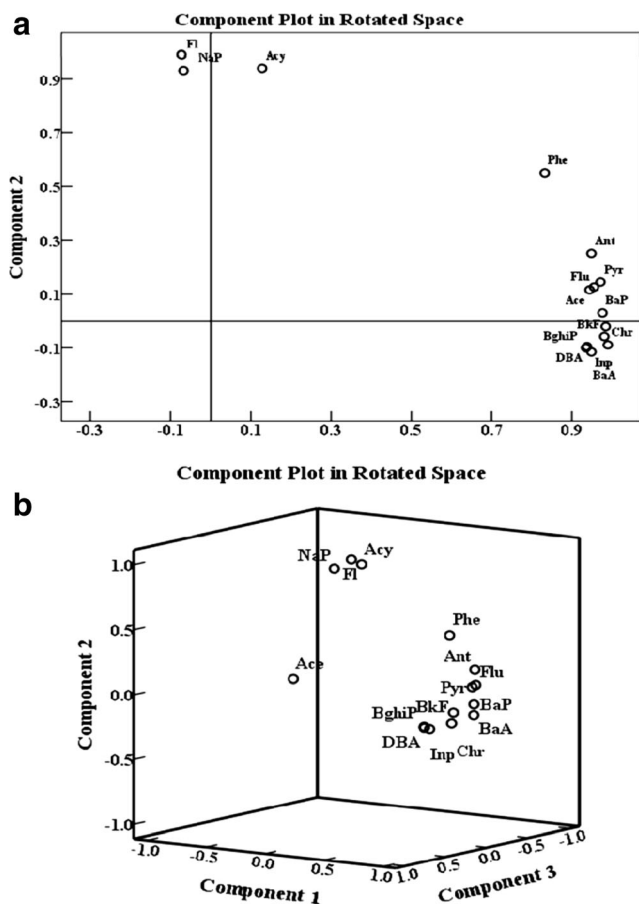 a
Component Plot in Rotated Space
Fl
NaP
Acy
0.9
0.7
Phe
0.5
Component 2
Ant
0.3
Flu
Pyr
0.1
Ace
BaP
BkF
Chr
BghiP
-0.1
DBA
Inp
BaA
-0.3
-0.3 -0.1 0.1 0.3 0.5 0.7 0.9
Component Plot in Rotated Space
b
NaP
Acy
Fl
1.0
0.5
0.0
-0.5
-1.0
Component 2
Phe
Ant
Flu
Ace
Pyr
BghiP
BkF
BaP
DBA
BaA
Inp
Chr
-1.0 -0.5 0.0 0.5 1.0
Component 1
1.0 0.5 0.0 -0.5 -1.0
Component 3